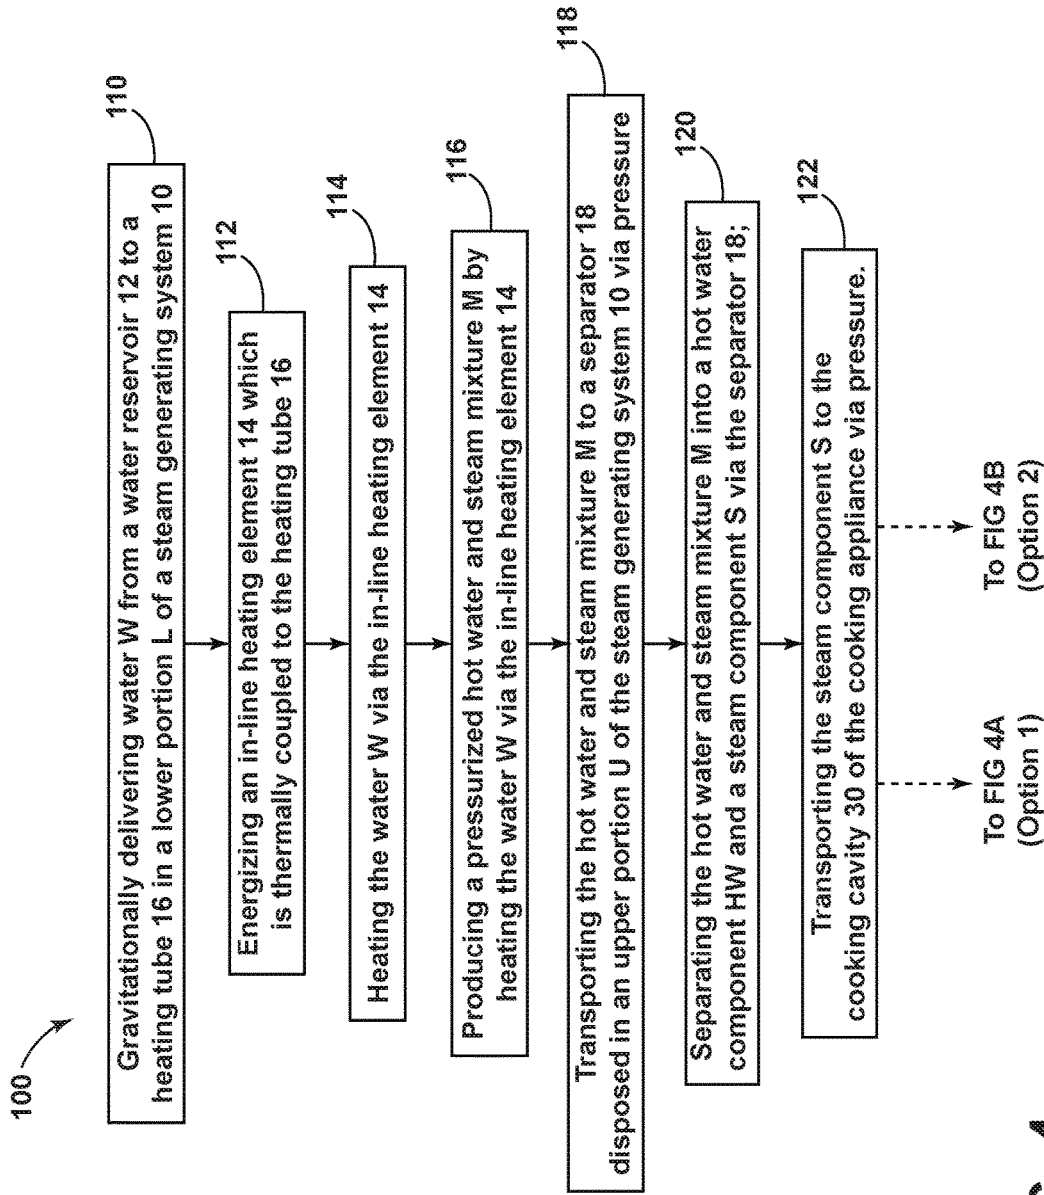 100
Gravitationally delivering water W from a water reservoir 12 to a
heating tube 16 in a lower portion L of a steam generating system 10
110
Energizing an in-line heating element 14 which
is thermally coupled to the heating tube 16
112
Heating the water W via the in-line heating element 14
114
Producing a pressurized hot water and steam mixture M by
heating the water W via the in-line heating element 14
116
Transporting the hot water and steam mixture M to a separator 18
disposed in an upper portion U of the steam generating system 10 via pressure
118
Separating the hot water and steam mixture M into a hot water
component HW and a steam component S via the separator 18;
120
Transporting the steam component S to the
cooking cavity 30 of the cooking appliance via pressure.
122
To FIG 4A
(Option 1)
To FIG 4B
(Option 2)